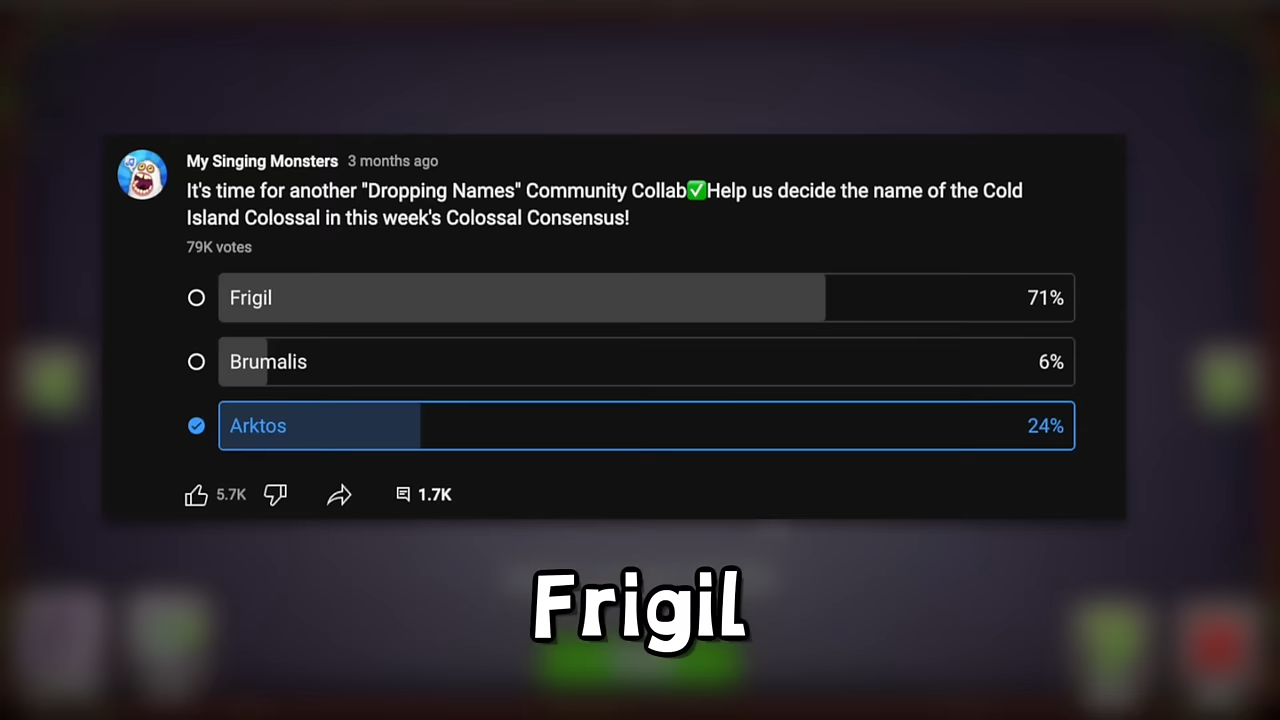 My Singing Monsters 3 months ago
It's time for another "Dropping Names" Community Collab✅Help us decide the name of the Cold
Island Colossal in this week's Colossal Consensus!
79K votes
Frigil 71%
Brumalis 6%
Arktos 24%
5.7K 1.7K
Frigil